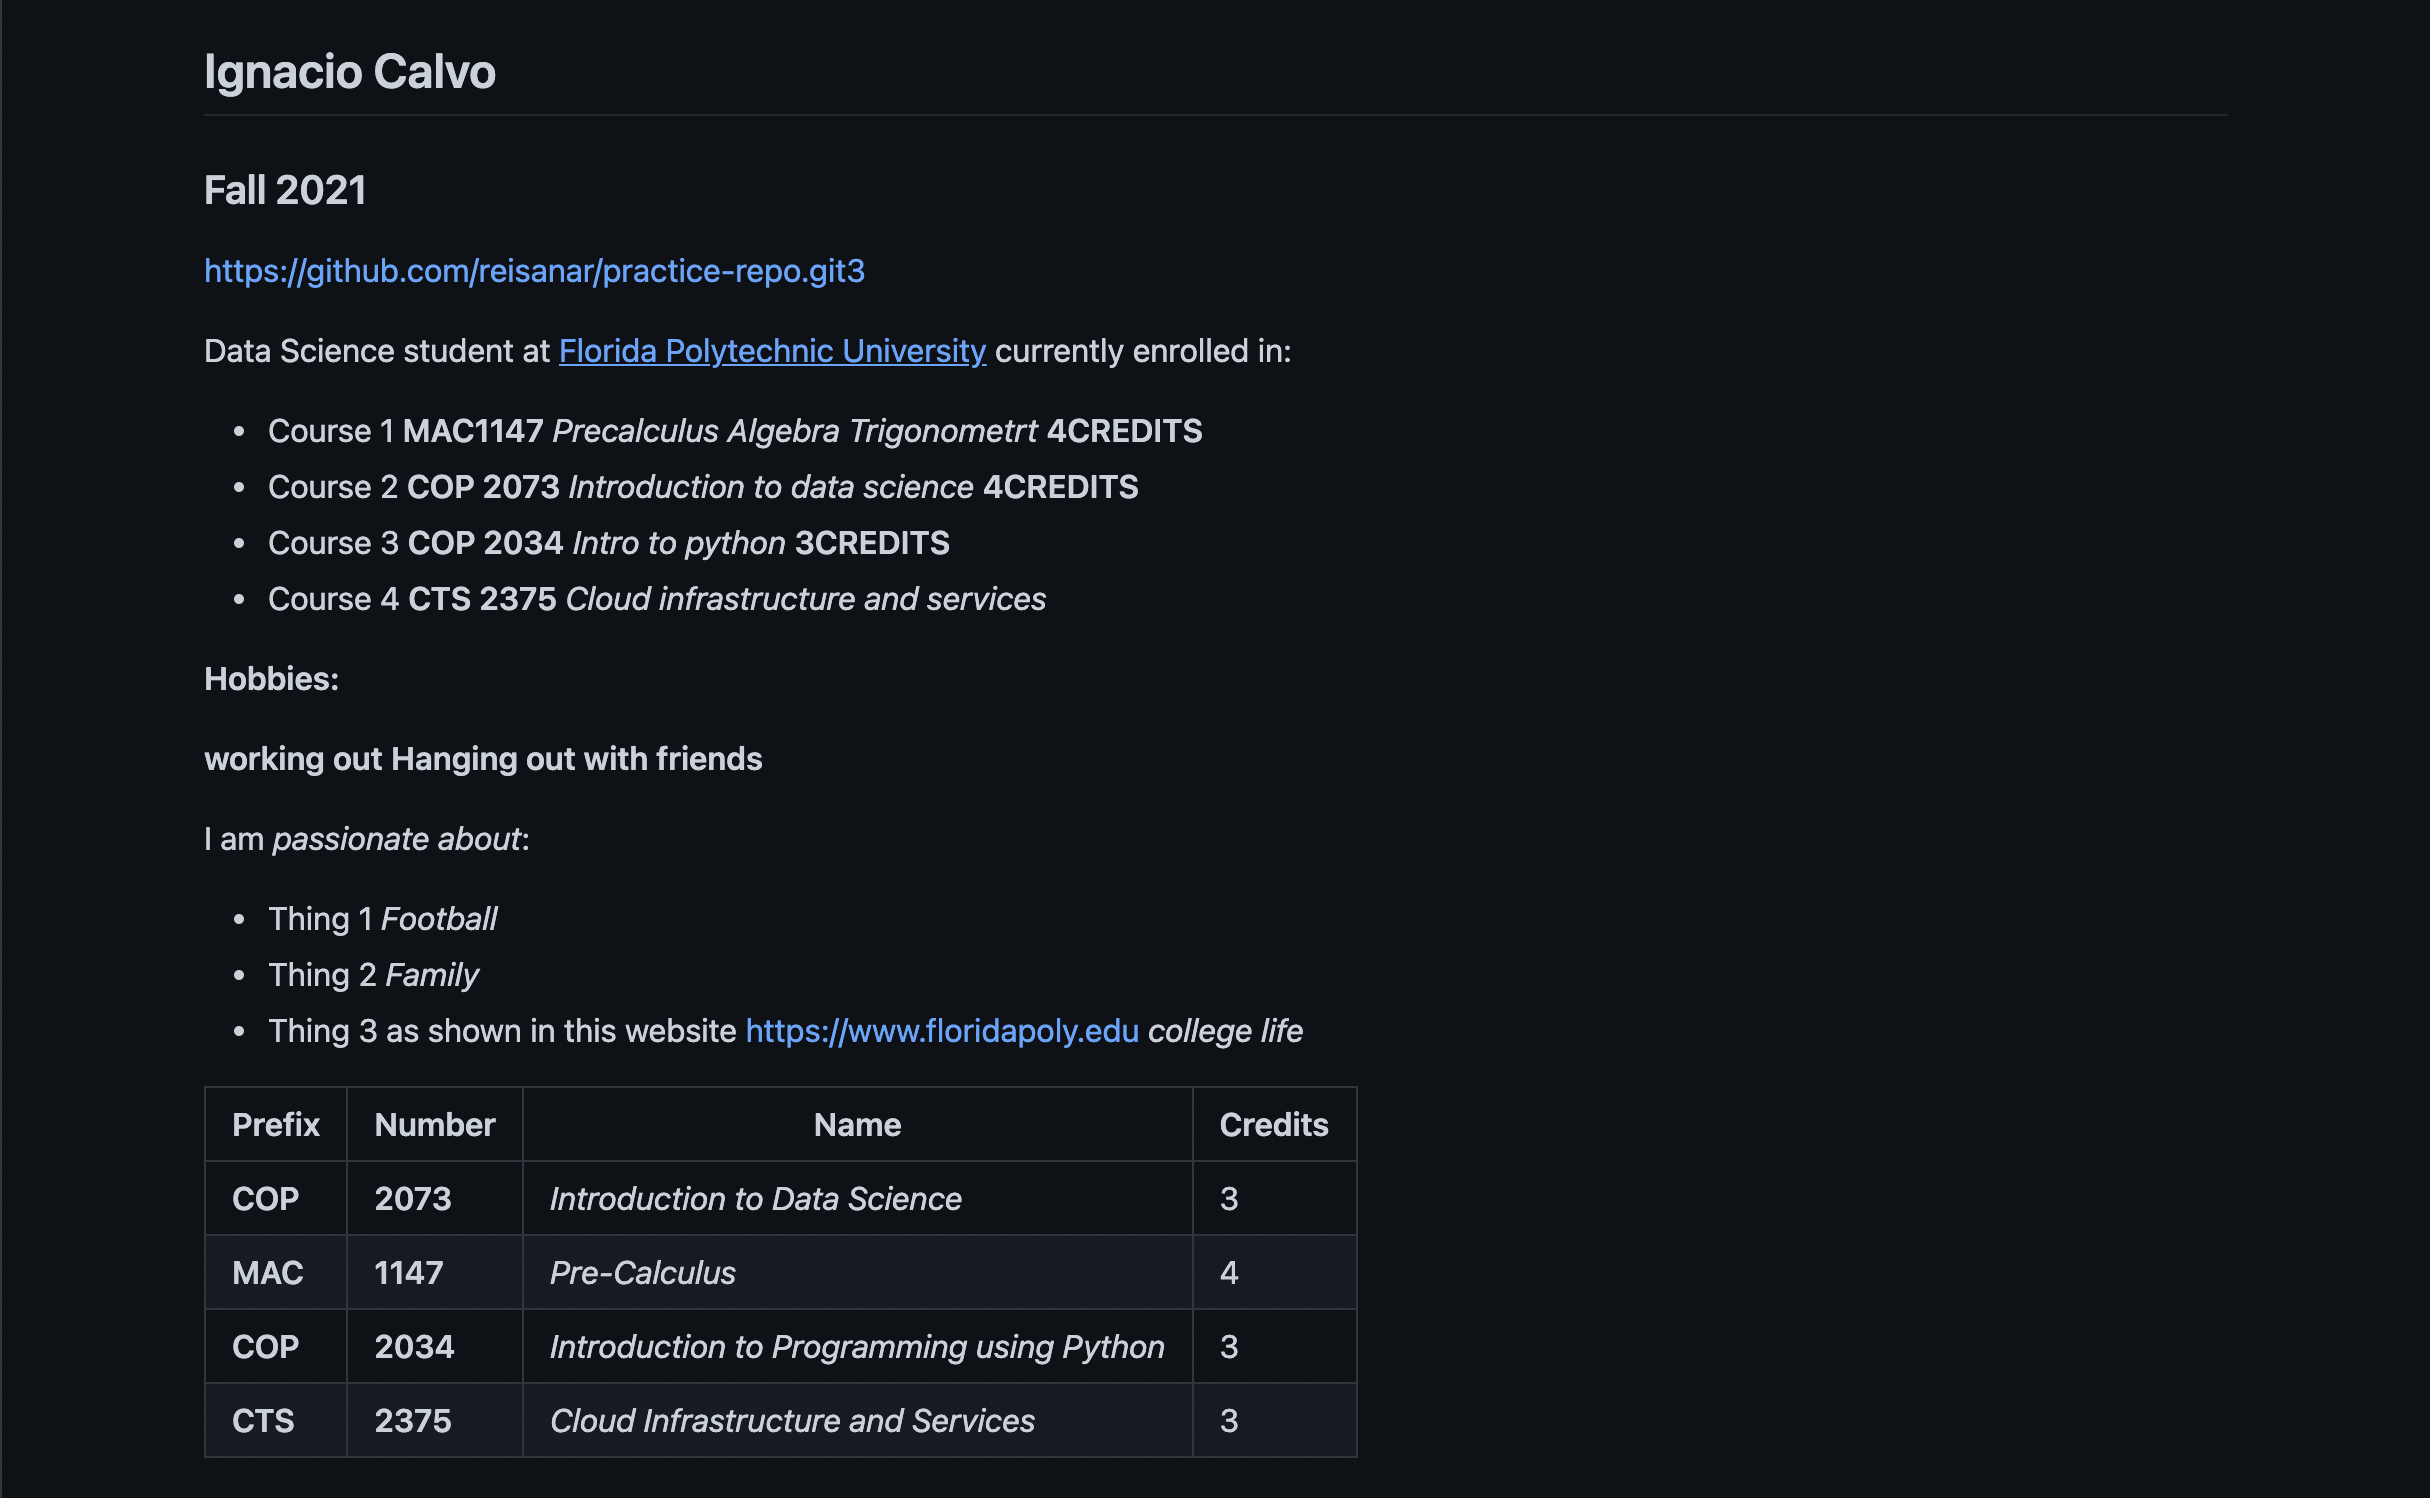 Ignacio Calvo
Fall 2021
https://github.com/reisanar/practice-repo.git3
Data Science student at Florida Polytechnic University currently enrolled in:
• Course 1 MAC1147 Precalculus Algebra Trigonometrt 4CREDITS
• Course 2 COP 2073 Introduction to data science 4CREDITS
• Course 3 COP 2034 Intro to python 3CREDITS
• Course 4 CTS 2375 Cloud infrastructure and services
Hobbies:
working out Hanging out with friends
I am passionate about:
• Thing 1 Football
• Thing 2 Family
• Thing 3 as shown in this website https://www.floridapoly.edu college life
Prefix Number Name Credits
COP 2073 Introduction to Data Science 3
MAC 1147 Pre-Calculus 4
COP 2034 Introduction to Programming using Python 3
CTS 2375 Cloud Infrastructure and Services 3